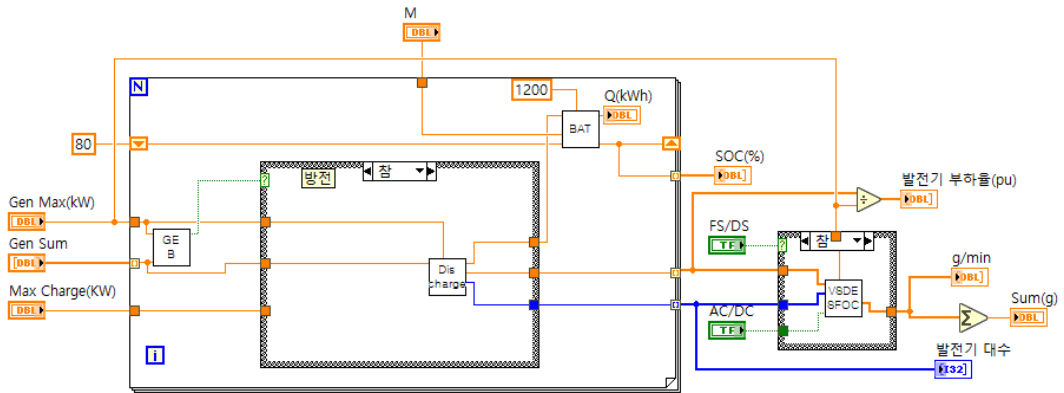 M
DBL
N
1200
Q(kWh)
DBL
BAT
80
SOC(%)
DBL]
방전
참
?
발전기 부하율(pu)
÷
DBL]
Gen Max(kW)
DBL
FS/DS
TF
?
참
Gen Sum
[DBL
GE
B
Dis
charge
g/min
DBL]
VSDE
SFOC
Max Charge(KW)
DBL
AC/DC
TF
Σ
Sum(g)
DBL
발전기 대수
I32]
i